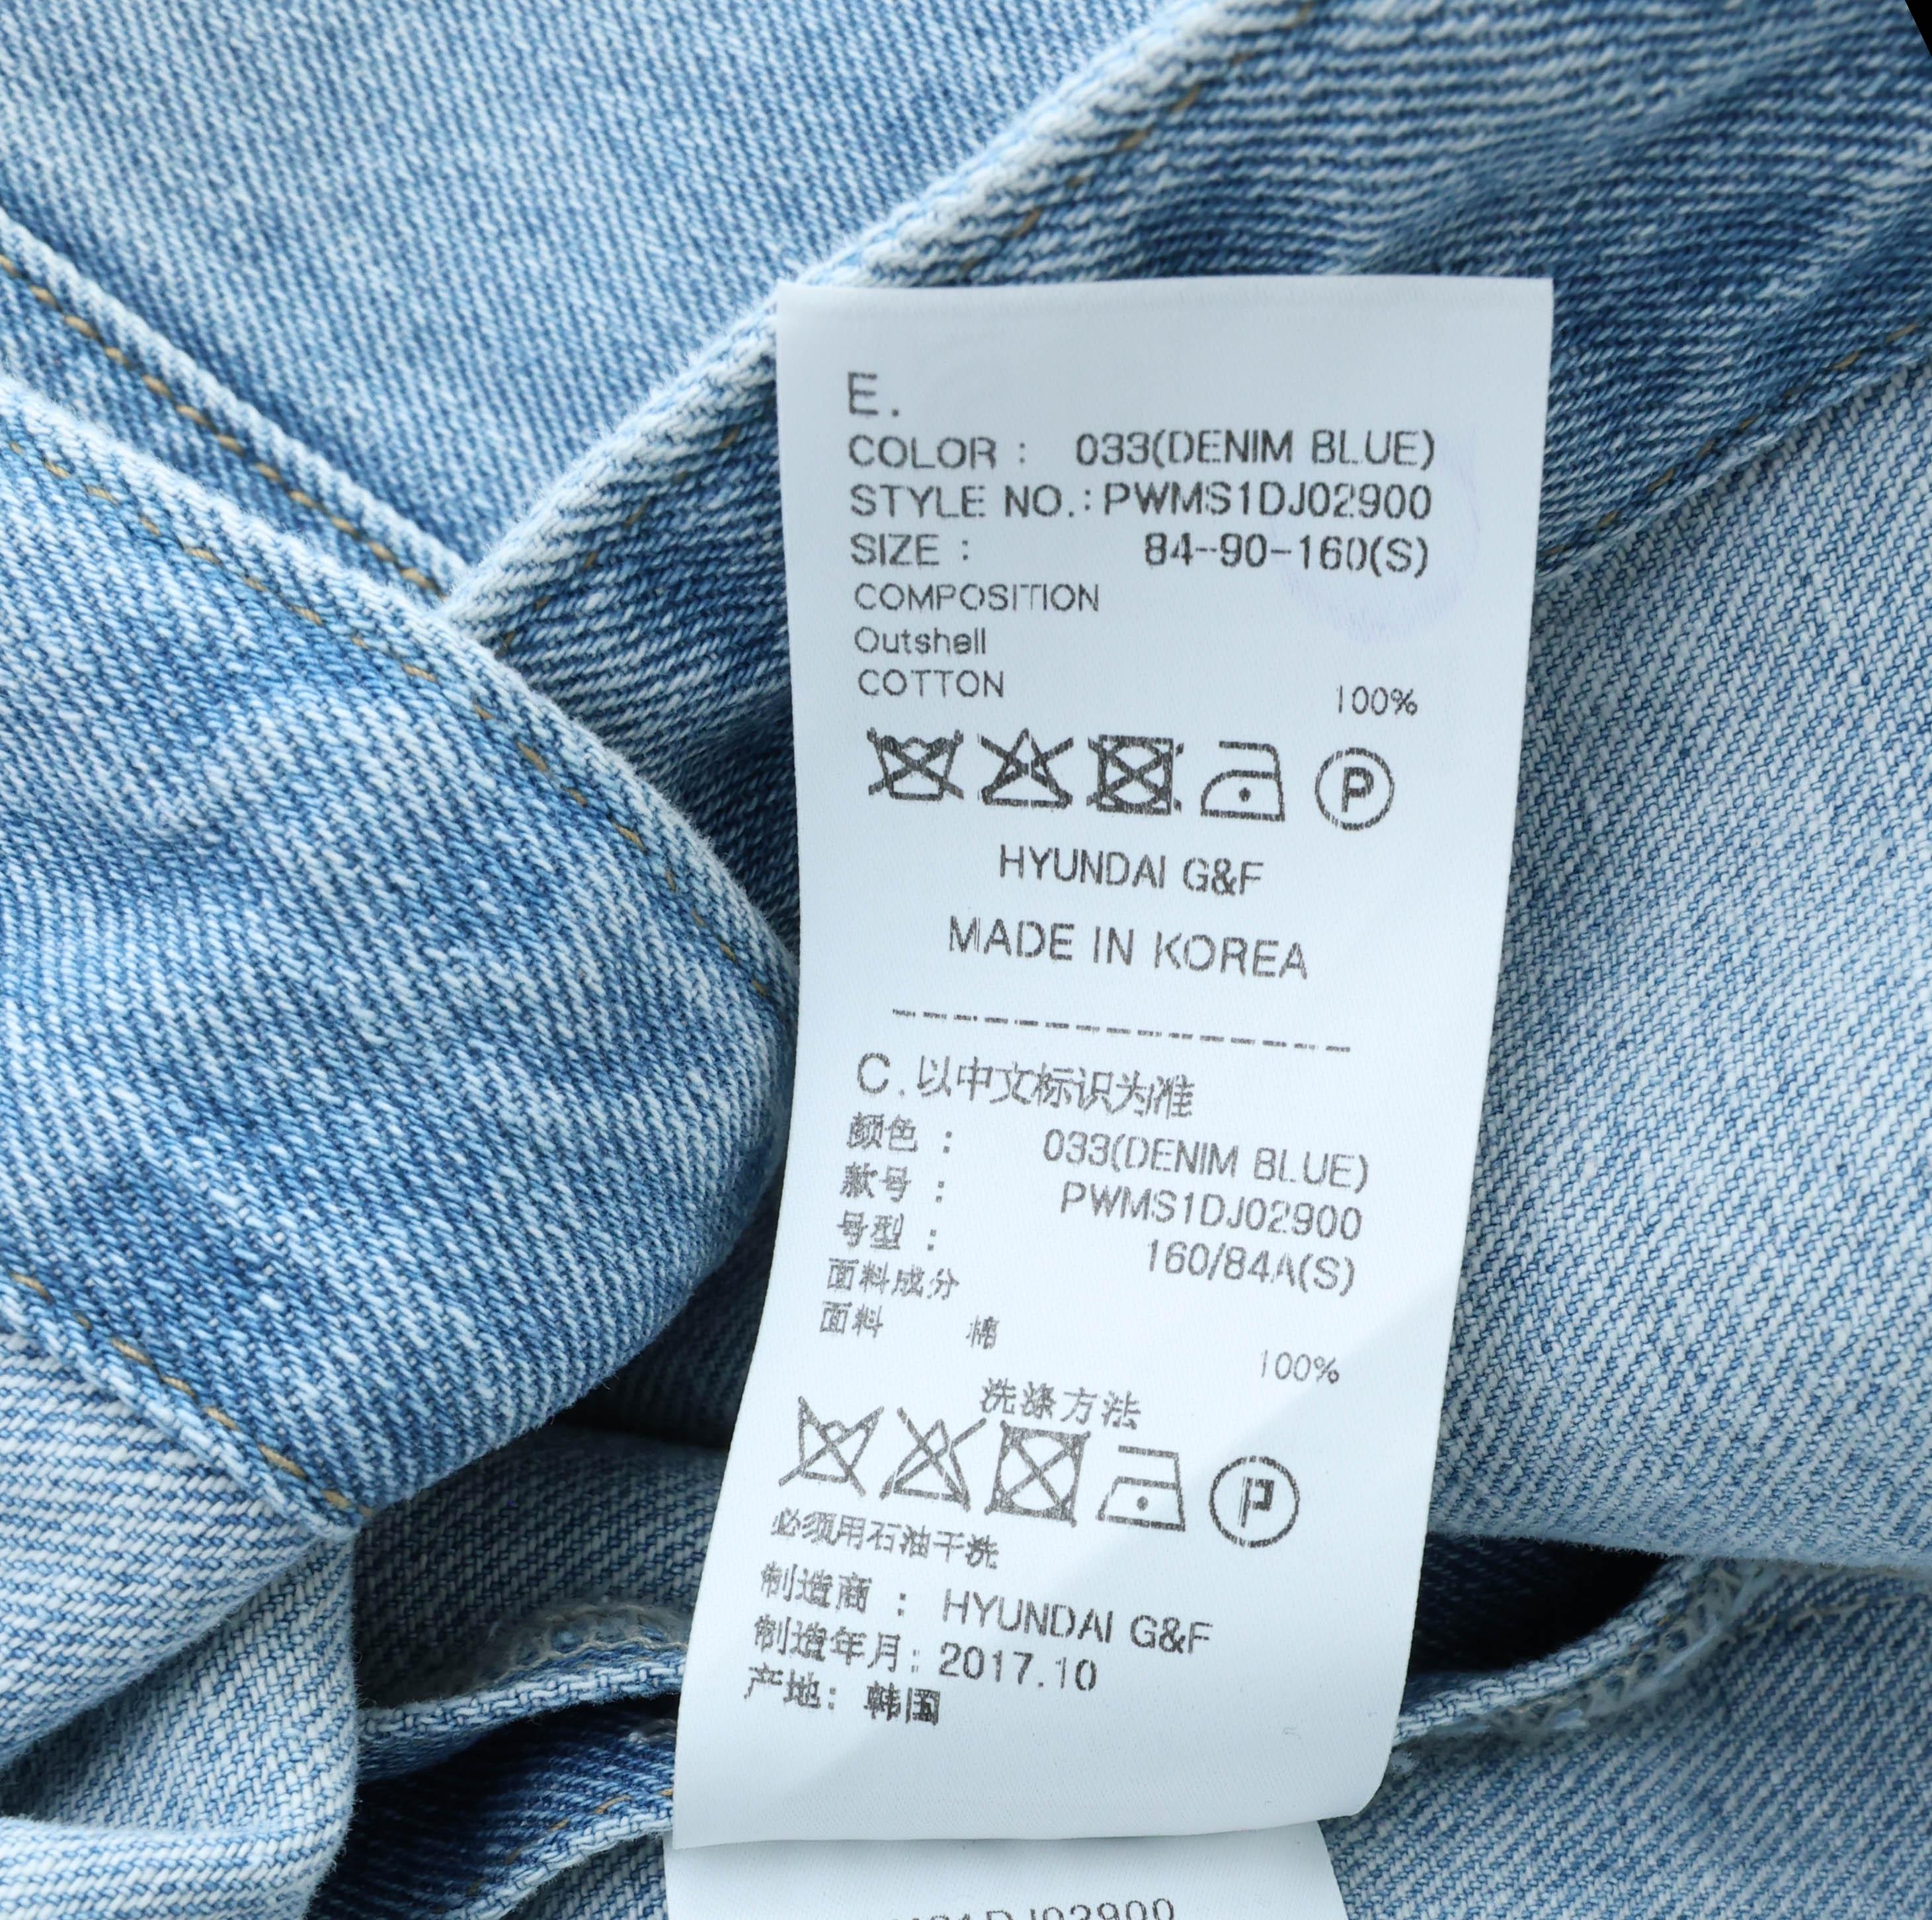 E.
COLOR : 033(DENIM BLUE)
STYLE NO.: PWMS1DJ02900
SIZE : 84-90-160(S)
COMPOSITION
Outshell
COTTON 100%
P
HYUNDAI G&F
MADE IN KOREA
C. 以中文标识为准
颜色 : 033(DENIM BLUE)
款号 : PWMS1DJ02900
号型 : 160/84A(S)
面料成分
面料 棉 100%
洗涤方法
P
必须用石油干洗
制造商 : HYUNDAI G&F
制造年月: 2017.10
产地: 韩国